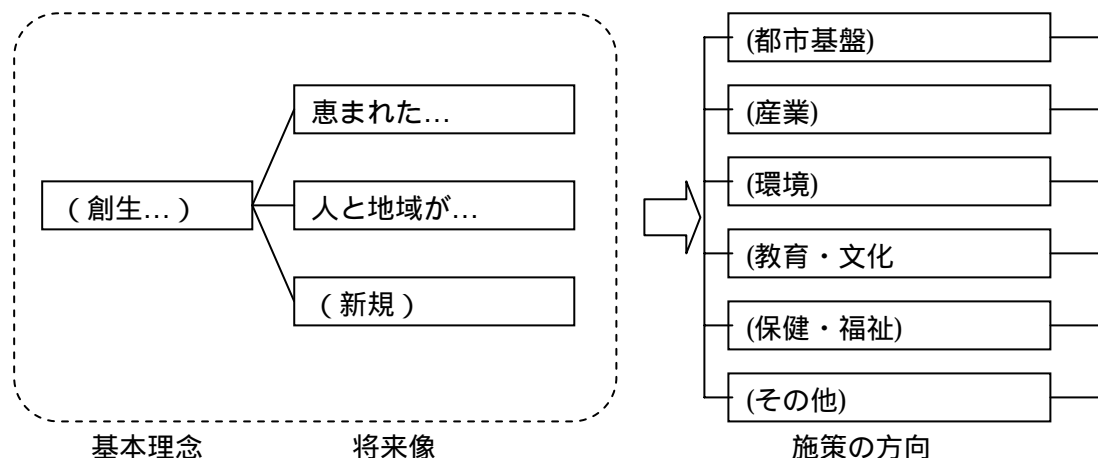 恵まれた…
(創生…)
人と地域が…
(新規)
(都市基盤)
(産業)
(環境)
(教育・文化
(保健・福祉)
(その他)
基本理念
将来像
施策の方向